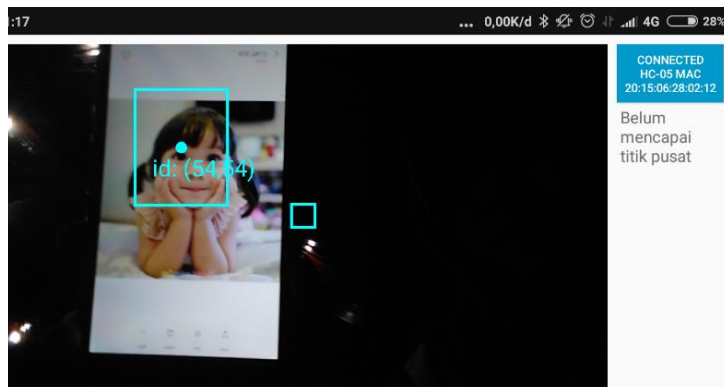 :17 ... 0,00K/d 4G 28%
CONNECTED
HC-05 MAC
20:15:06:28:02:12
Belum
mencapai
titik pusat
id: (54,54)